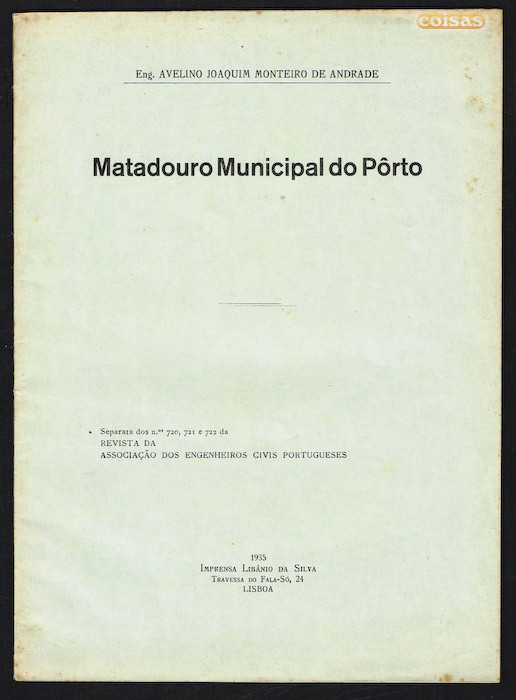 coisas
Eng. AVELINO JOAQUIM MONTEIRO DE ANDRADE
Matadouro Municipal do Pôrto
Separata dos n.os 720, 721 e 722 da
REVISTA DA
ASSOCIAÇÃO DOS ENGENHEIROS CIVIS PORTUGUESES
1935
IMPRENSA LIBÂNIO DA SILVA
TRAVESSA DO FALA-SÓ, 24
LISBOA